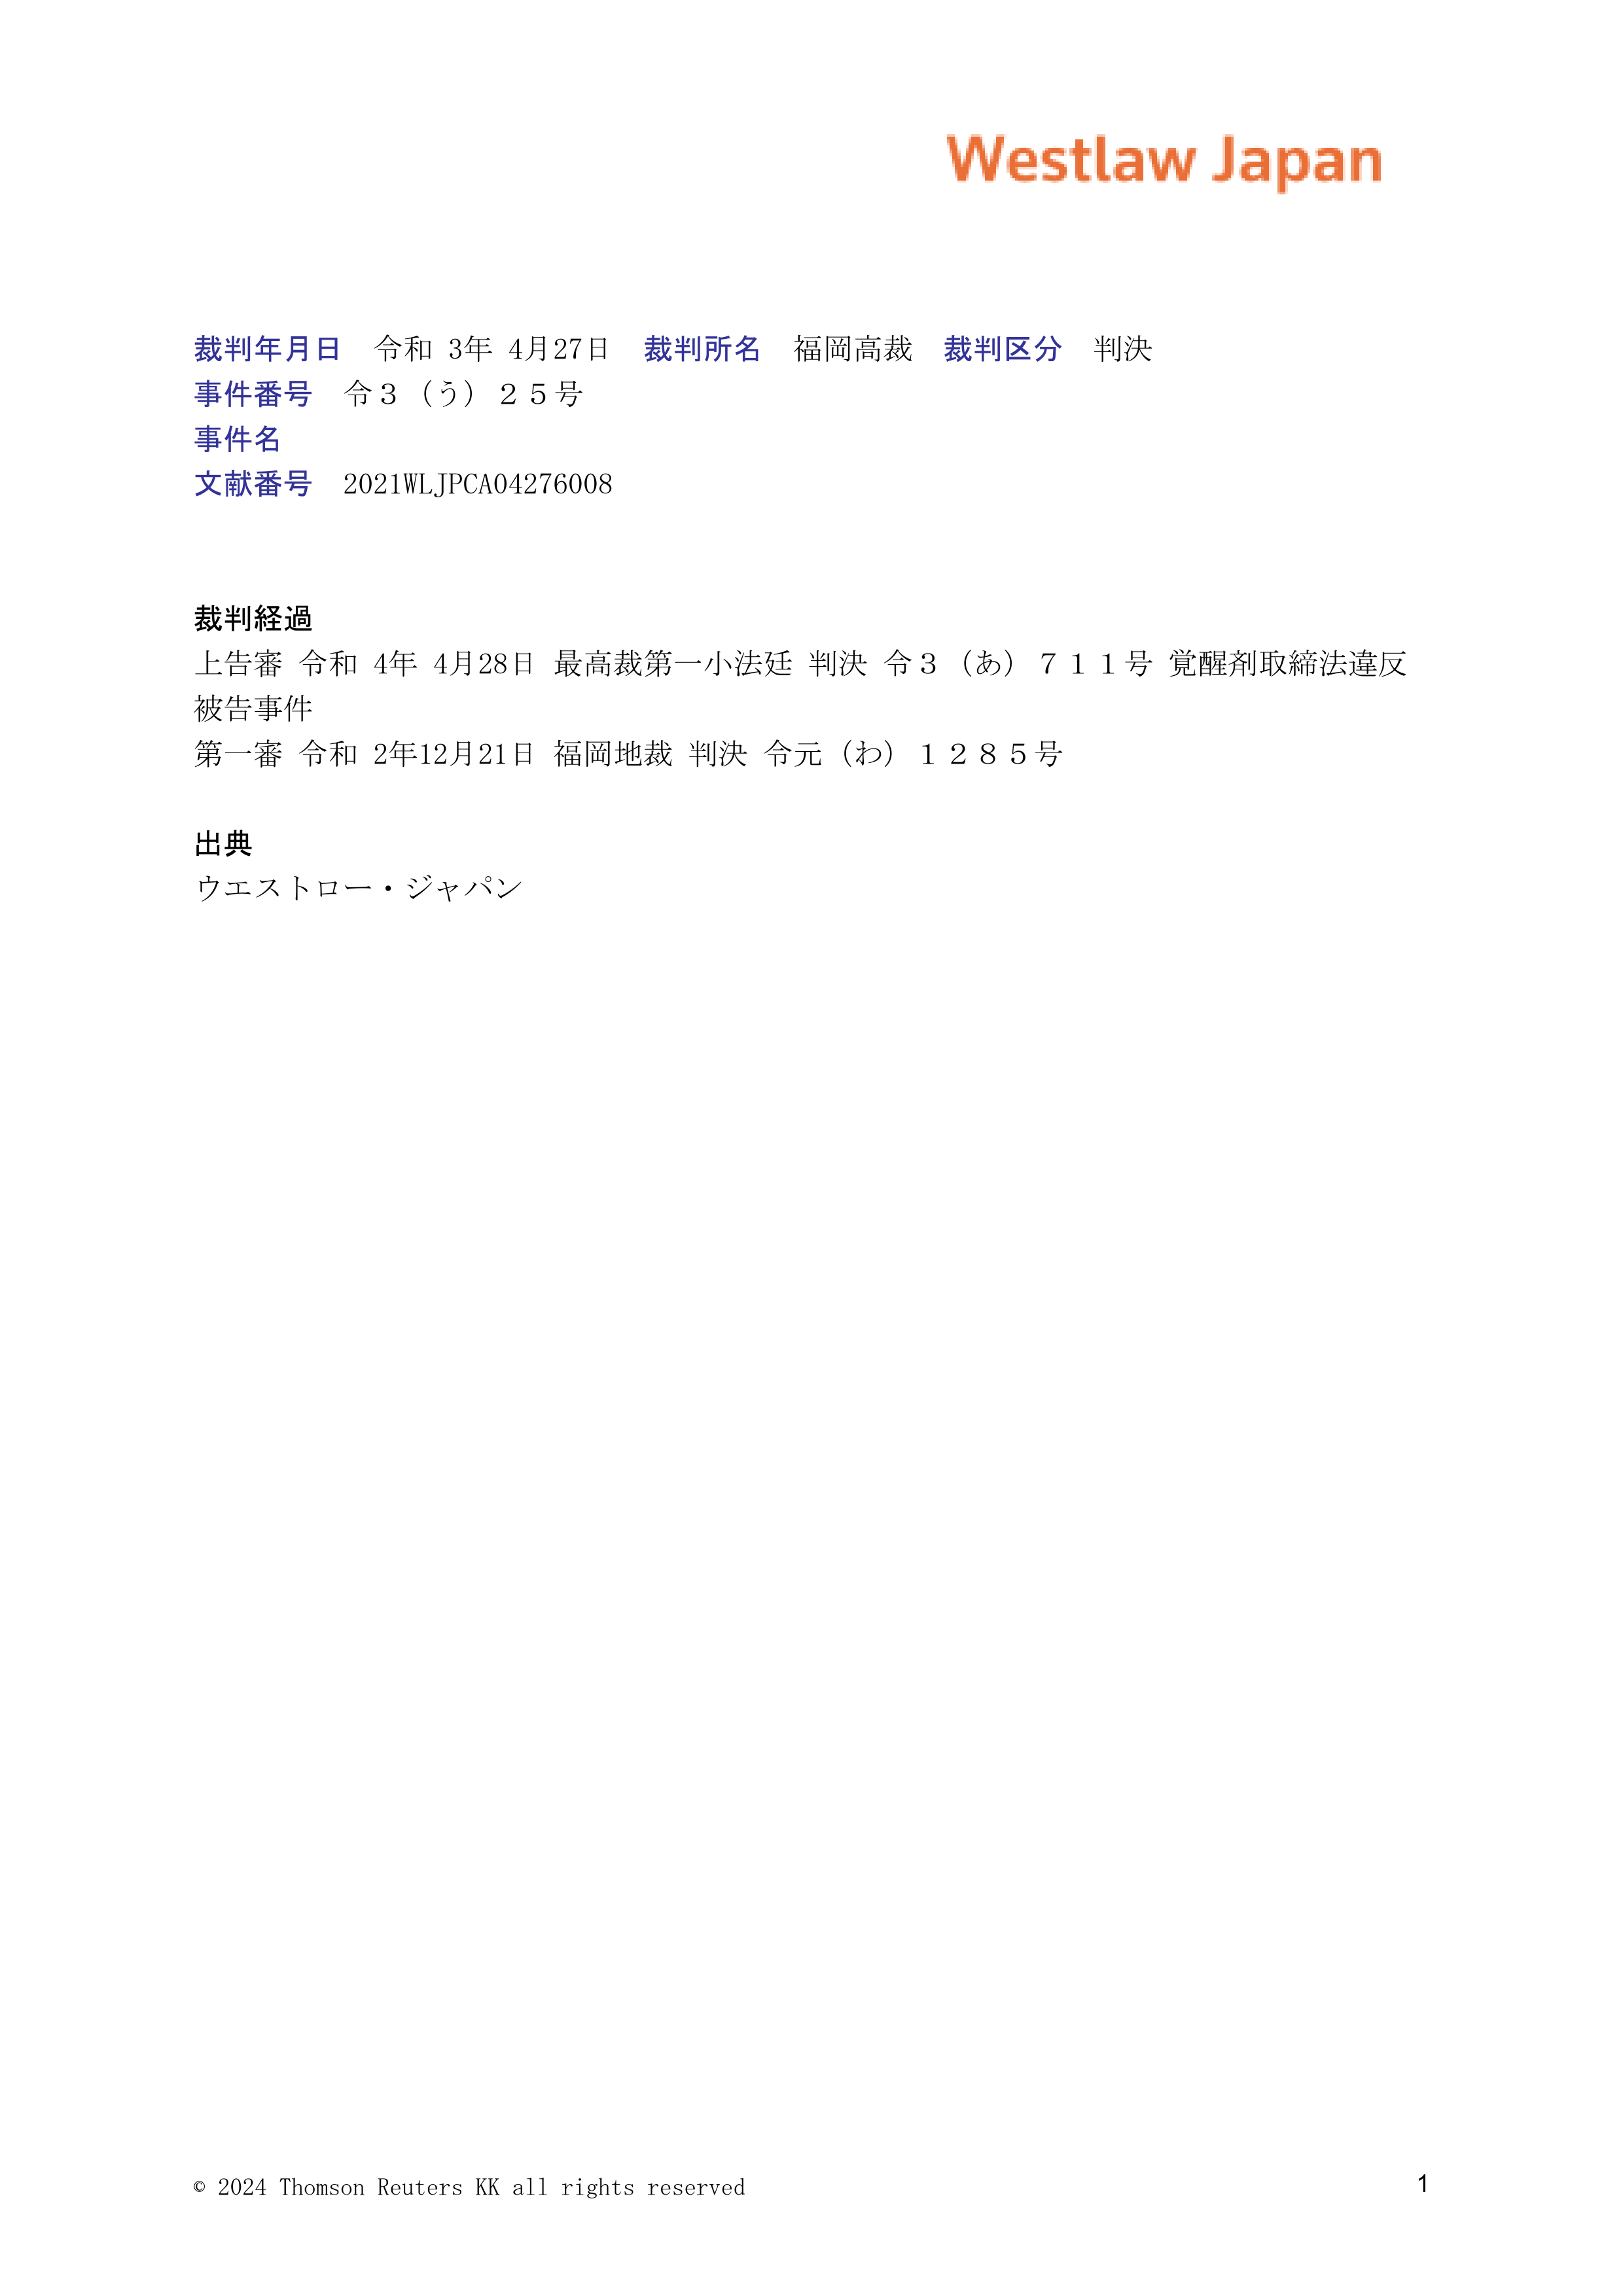 Westlaw Japan
裁判年月日　令和 3年 4月27日　裁判所名　福岡高裁　裁判区分　判決
事件番号　令３（う）２５号
事件名
文献番号　2021WLJPCA04276008
裁判経過
上告審 令和 4年 4月28日 最高裁第一小法廷 判決 令３（あ）７１１号 覚醒剤取締法違反
被告事件
第一審 令和 2年12月21日 福岡地裁 判決 令元（わ）１２８５号
出典
ウエストロー・ジャパン
© 2024 Thomson Reuters KK all rights reserved
1